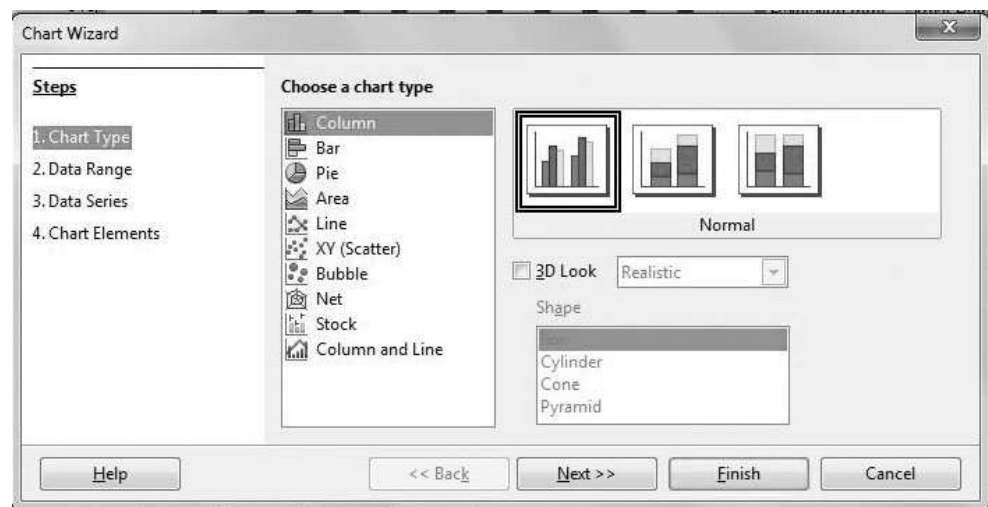 Chart Wizard
Steps
1. Chart Type
2. Data Range
3. Data Series
4. Chart Elements
Choose a chart type
Column
Bar
Pie
Area
Line
XY (Scatter)
Bubble
Net
Stock
Column and Line
Normal
3D Look
Realistic
Shape
Cylinder
Cone
Pyramid
Help
<< Back
Next >>
Finish
Cancel